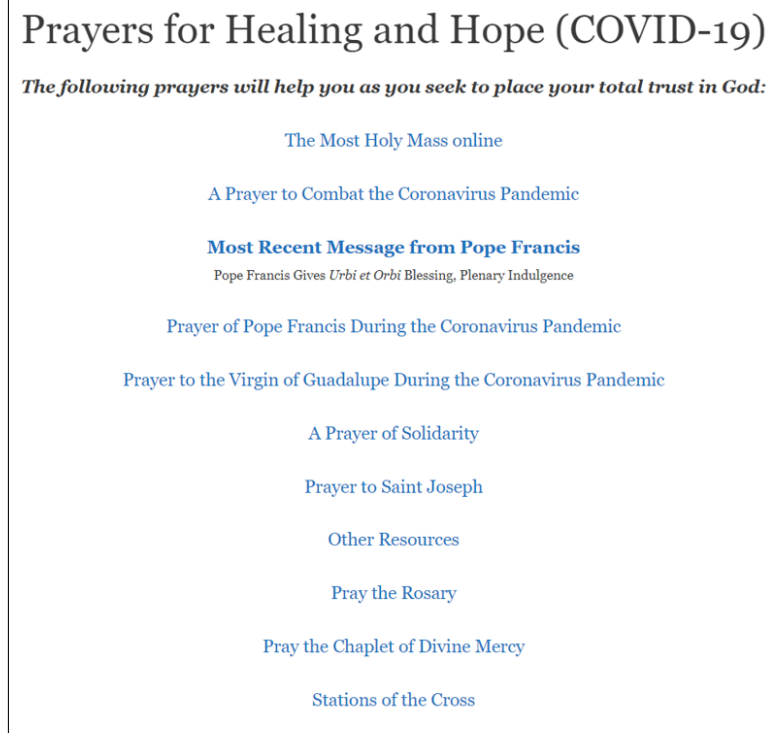 Prayers for Healing and Hope (COVID-19)
The following prayers will help you as you seek to place your total trust in God:
The Most Holy Mass online
A Prayer to Combat the Coronavirus Pandemic
Most Recent Message from Pope Francis
Pope Francis Gives Urbi et Orbi Blessing, Plenary Indulgence
Prayer of Pope Francis During the Coronavirus Pandemic
Prayer to the Virgin of Guadalupe During the Coronavirus Pandemic
A Prayer of Solidarity
Prayer to Saint Joseph
Other Resources
Pray the Rosary
Pray the Chaplet of Divine Mercy
Stations of the Cross